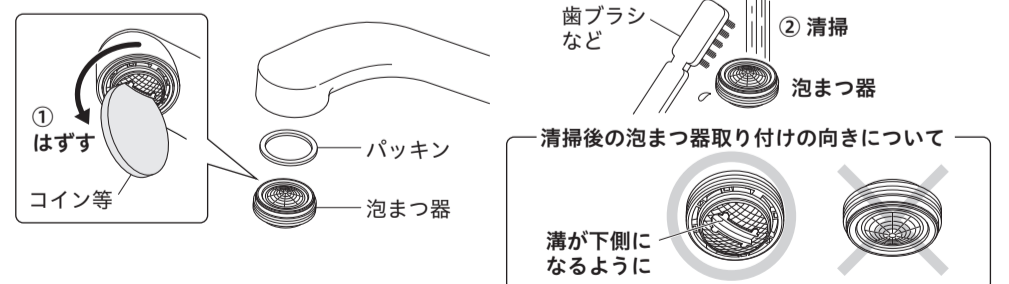 ①
はずす
コイン等
パッキン
泡まつ器
歯ブラシ
など
② 清掃
泡まつ器
清掃後の泡まつ器取り付けの向きについて
溝が下側に
なるように